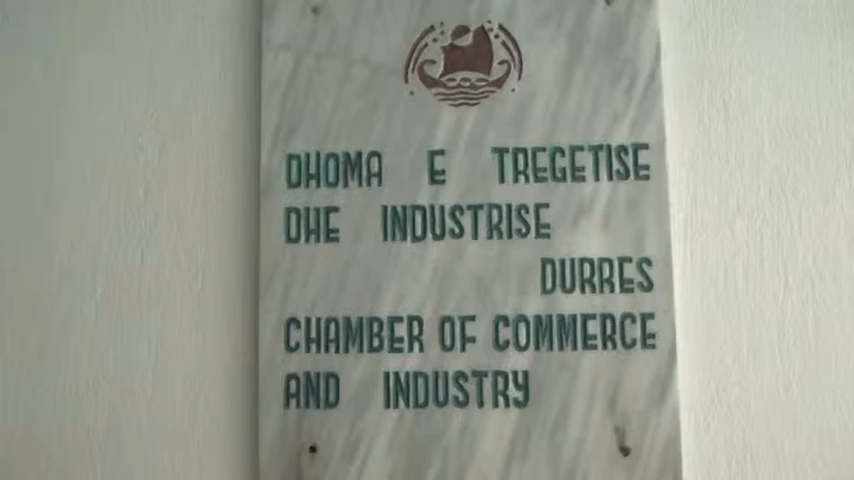 DHOMA E TREGETISE
DHE INDUSTRISE
DURRES
CHAMBER OF COMMERCE
AND INDUSTRY